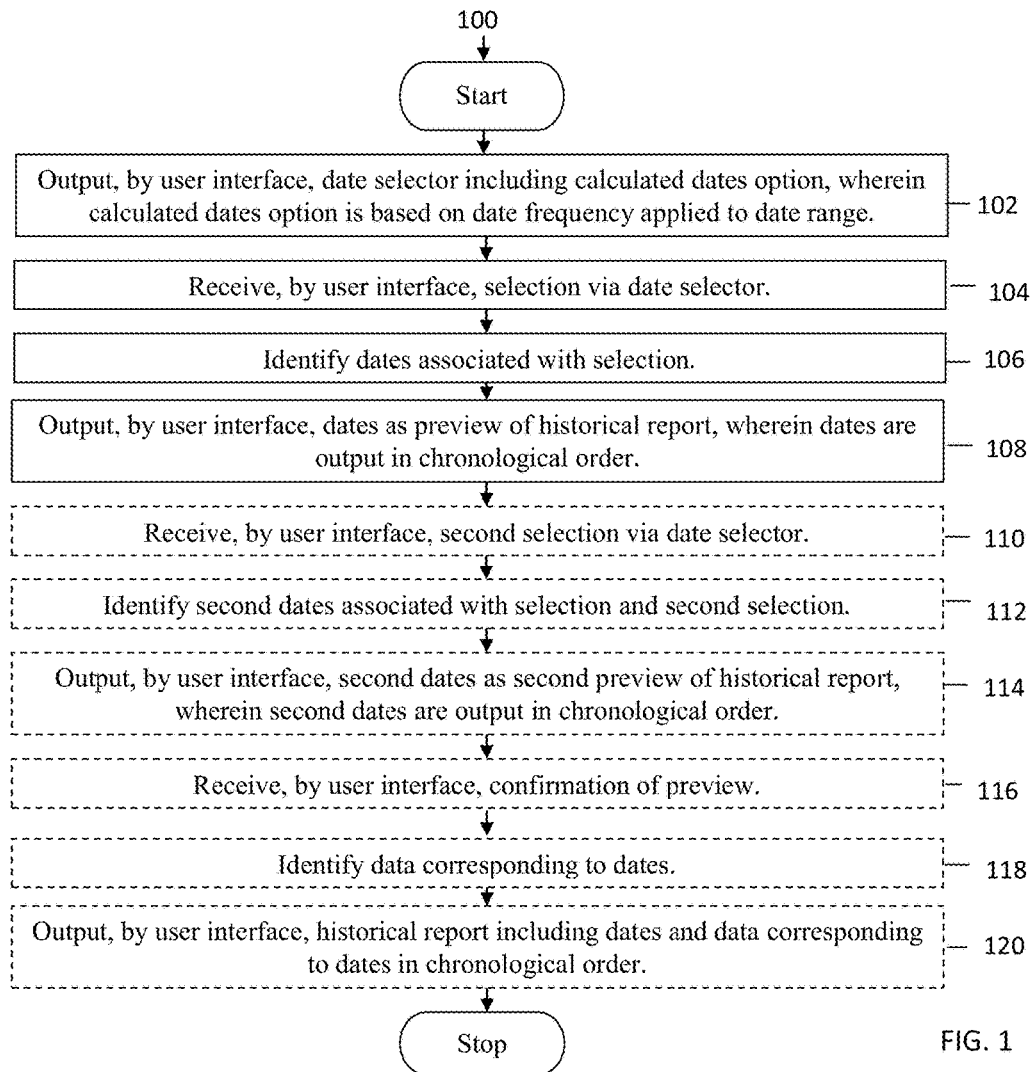 100
Start
Output, by user interface, date selector including calculated dates option, wherein
calculated dates option is based on date frequency applied to date range.
102
Receive, by user interface, selection via date selector.
104
Identify dates associated with selection.
106
Output, by user interface, dates as preview of historical report, wherein dates are
output in chronological order.
108
Receive, by user interface, second selection via date selector.
110
Identify second dates associated with selection and second selection.
112
Output, by user interface, second dates as second preview of historical report,
wherein second dates are output in chronological order.
114
Receive, by user interface, confirmation of preview.
116
Identify data corresponding to dates.
118
Output, by user interface, historical report including dates and data corresponding
to dates in chronological order.
120
Stop
FIG. 1